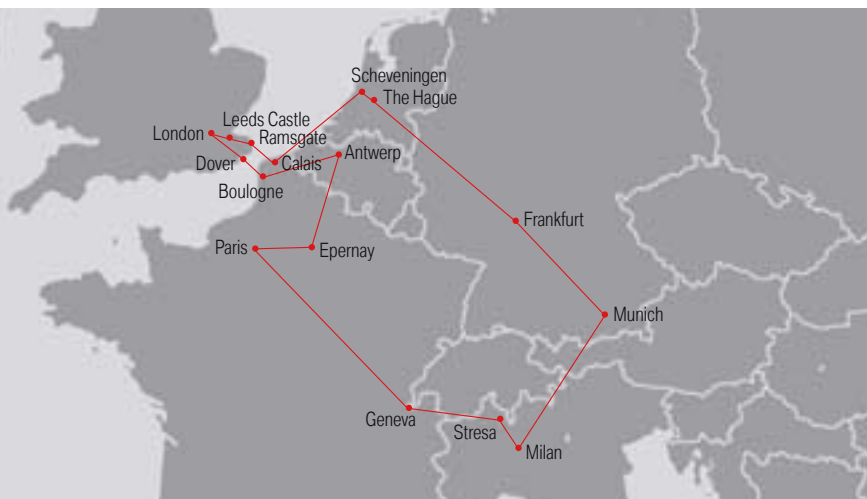 Scheveningen
The Hague
Leeds Castle
London
Ramsgate
Dover
Calais
Antwerp
Boulogne
Frankfurt
Paris
Epernay
Munich
Geneva
Stresa
Milan